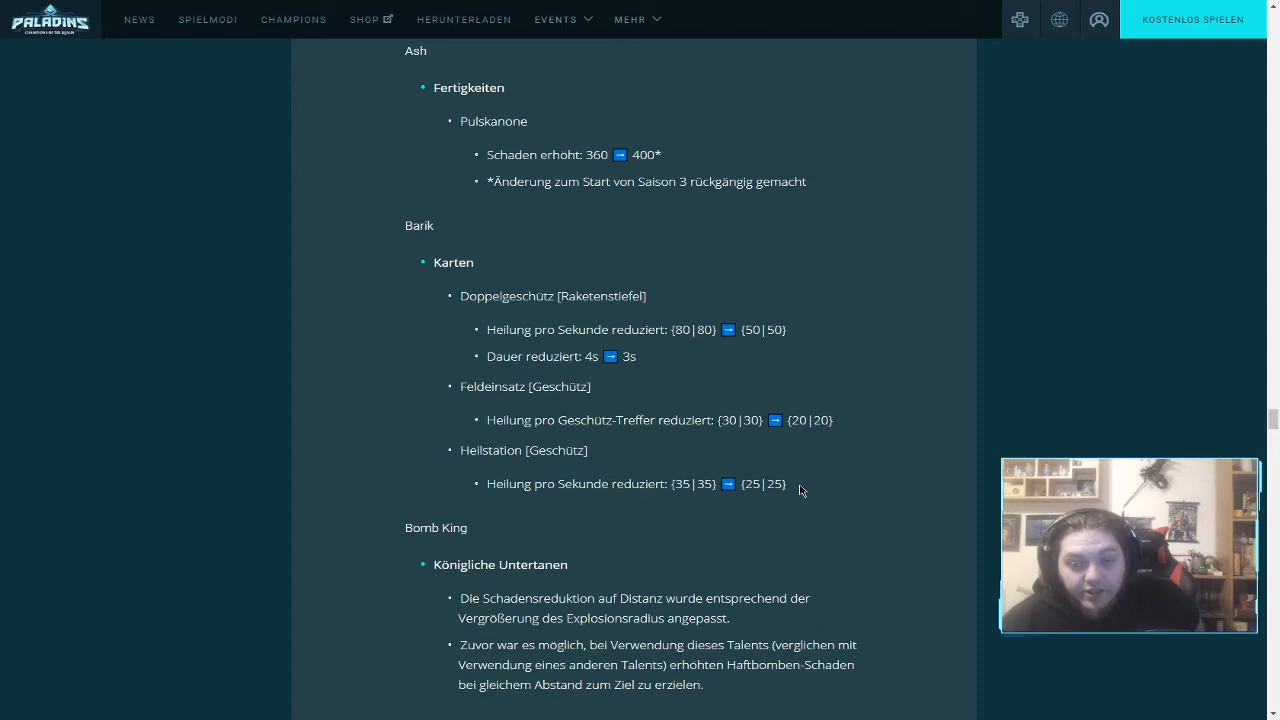 PALADINS
CHAMPIONS OF THE REALM
NEWS
SPIELMODI
CHAMPIONS
SHOP
HERUNTERLADEN
EVENTS
MEHR
KOSTENLOS SPIELEN
Ash
• Fertigkeiten
• Pulskanone
• Schaden erhöht: 360 ➡ 400*
• *Änderung zum Start von Saison 3 rückgängig gemacht
Barik
• Karten
• Doppelgeschütz [Raketenstiefel]
• Heilung pro Sekunde reduziert: {80|80} ➡ {50|50}
• Dauer reduziert: 4s ➡ 3s
• Feldeinsatz [Geschütz]
• Heilung pro Geschütz-Treffer reduziert: {30|30} ➡ {20|20}
• Heilstation [Geschütz]
• Heilung pro Sekunde reduziert: {35|35} ➡ {25|25}
Bomb King
• Königliche Untertanen
• Die Schadensreduktion auf Distanz wurde entsprechend der
Vergrößerung des Explosionsradius angepasst.
• Zuvor war es möglich, bei Verwendung dieses Talents (verglichen mit
Verwendung eines anderen Talents) erhöhten Haftbomben-Schaden
bei gleichem Abstand zum Ziel zu erzielen.